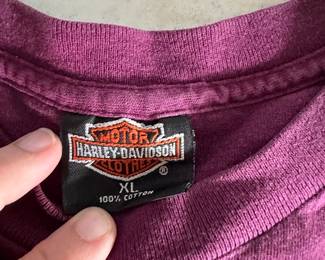 MOTOR
HARLEY-DAVIDSON
CLOTHES
®
XL
100% COTTON